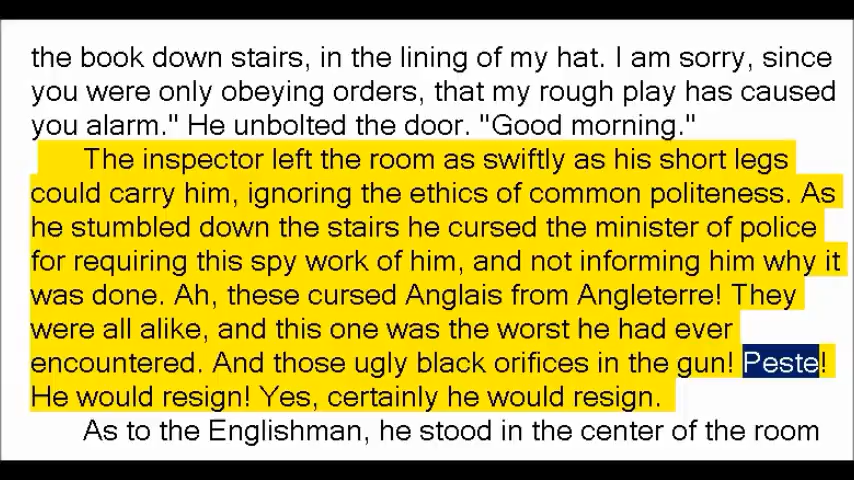 the book down stairs, in the lining of my hat. I am sorry, since
you were only obeying orders, that my rough play has caused
you alarm." He unbolted the door. "Good morning."
The inspector left the room as swiftly as his short legs
could carry him, ignoring the ethics of common politeness. As
he stumbled down the stairs he cursed the minister of police
for requiring this spy work of him, and not informing him why it
was done. Ah, these cursed Anglais from Angleterre! They
were all alike, and this one was the worst he had ever
encountered. And those ugly black orifices in the gun! Peste!
He would resign! Yes, certainly he would resign.
As to the Englishman, he stood in the center of the room